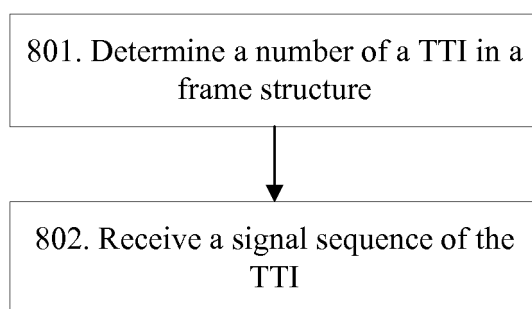 801. Determine a number of a TTI in a
frame structure
802. Receive a signal sequence of the
TTI